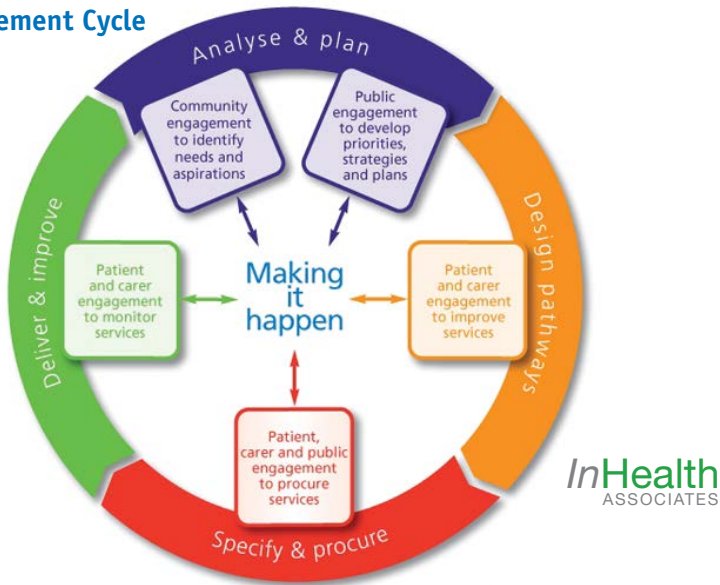 ement Cycle
Analyse & plan
Community
engagement
to identify
needs and
aspirations
Public
engagement
to develop
priorities,
strategies
and plans
Design pathways
Patient
and carer
engagement
to improve
services
Making
it
happen
Patient
and carer
engagement
to monitor
services
Deliver & improve
Patient,
carer and public
engagement
to procure
services
Specify & procure
InHealth
ASSOCIATES